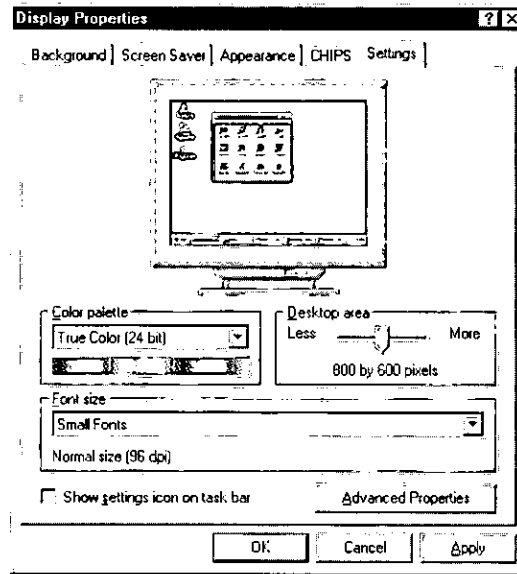 Display Properties ? X
Background Screen Saver Appearance CHIPS Settings
Color palette
True Color (24 bit)
Desktop area
Less More
800 by 600 pixels
Font size
Small Fonts
Normal size (96 dpi)
Show settings icon on task bar
Advanced Properties
OK Cancel Apply